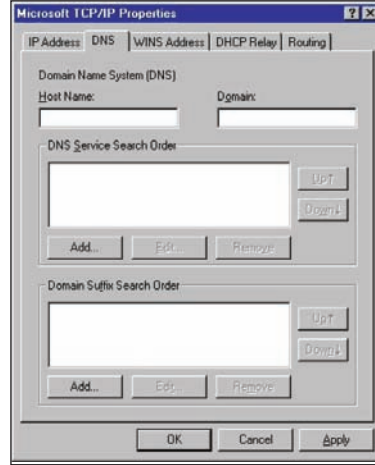 Microsoft TCP/IP Properties
IP Address DNS WINS Address DHCP Relay Routing
Domain Name System (DNS)
Host Name: Domain:
DNS Service Search Order
Up↑
Down↓
Add... Edit... Remove
Domain Suffix Search Order
Up↑
Down↓
Add... Edit... Remove
OK Cancel Apply